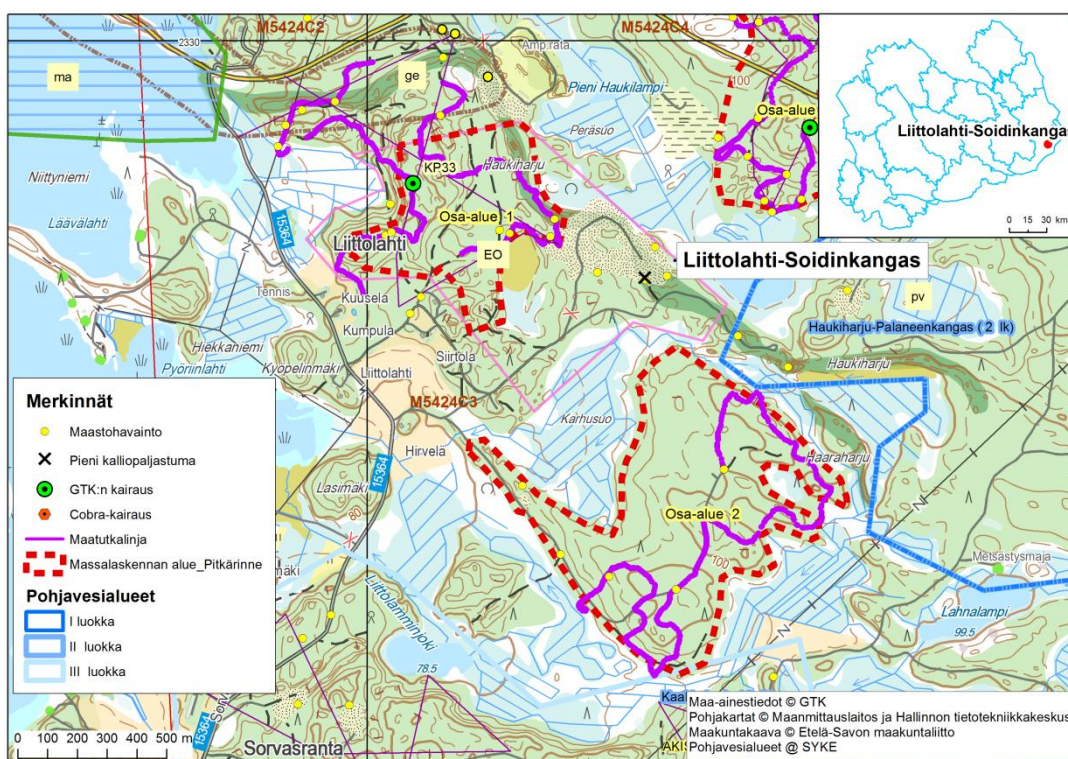 M5424C2
M5424C4
2330
Amp.rata
ma
ge
Pieni Haukilampi
100
Osa-alue
Peräsuo
Haukiharju
Niittyniemi
KP33
Läävälahti
15364
Osa-alue 1
Liittolahti
EO
Tennis
Kuusela
Kumpula
Hiekkaniemi
Pyöriinlahti
Kyöpelinmäki
Siirtola
Liittolahti
M5424C3
Karhusuo
Hirvelä
Lasimäki
80
15364
Liittolahti-Soidinkangas
pv
Haukiharju-Palaneenkangas ( 2 lk)
Haukiharju
Haaraharju
Osa-alue 2
100
Metsästysmaja
Lahnalampi
99.5
Liittolamminjoki
78.5
15364
Sorvasranta
Liittolahti-Soidinkangas
0 15 30 km
Merkinnät
Maastohavainto
Pieni kalliopaljastuma
GTK:n kairaus
Cobra-kairaus
Maatutkalinja
Massalaskennan alue_Pitkärinne
Pohjavesialueet
I luokka
II luokka
III luokka
0 100 200 300 400 500 m
Maa-ainestiedot © GTK
Pohjakartat © Maanmittauslaitos ja Hallinnon tietotekniikkakeskus
Maakuntakaava © Etelä-Savon maakuntaliitto
Pohjavesialueet @ SYKE